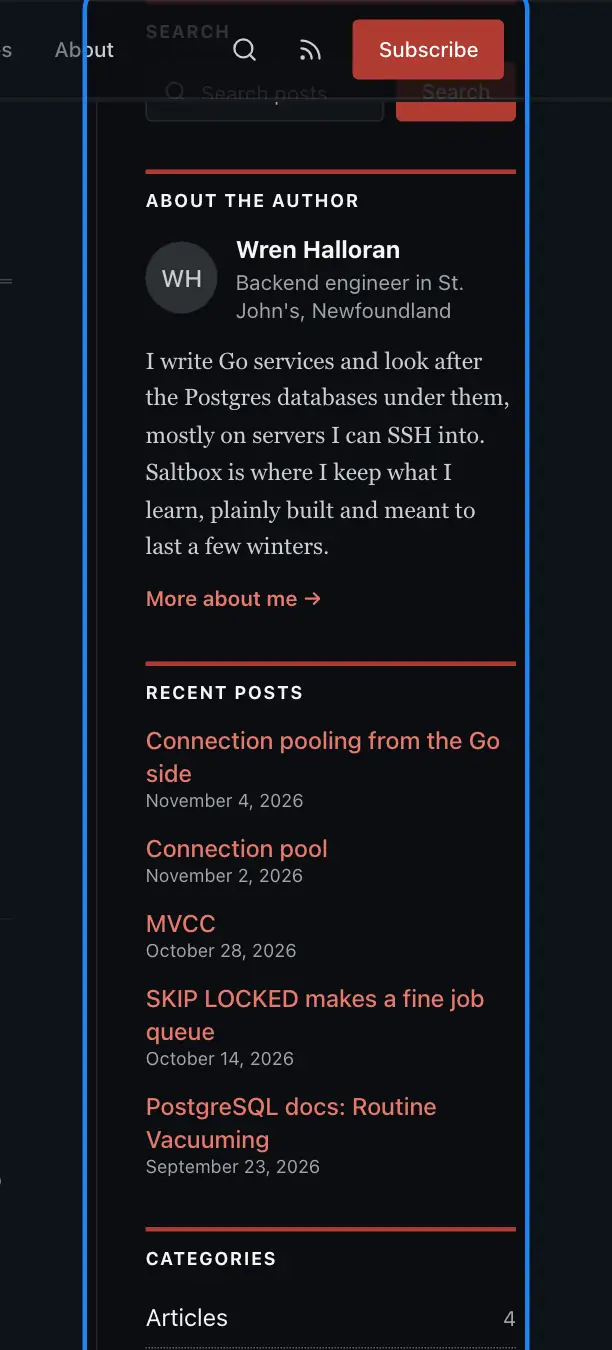 s
About
Subscribe
SEARCH
Search posts
Search
ABOUT THE AUTHOR
WH
Wren Halloran
Backend engineer in St.
John's, Newfoundland
I write Go services and look after
the Postgres databases under them,
mostly on servers I can SSH into.
Saltbox is where I keep what I
learn, plainly built and meant to
last a few winters.
More about me →
RECENT POSTS
Connection pooling from the Go
side
November 4, 2026
Connection pool
November 2, 2026
MVCC
October 28, 2026
SKIP LOCKED makes a fine job
queue
October 14, 2026
PostgreSQL docs: Routine
Vacuuming
September 23, 2026
CATEGORIES
Articles 4